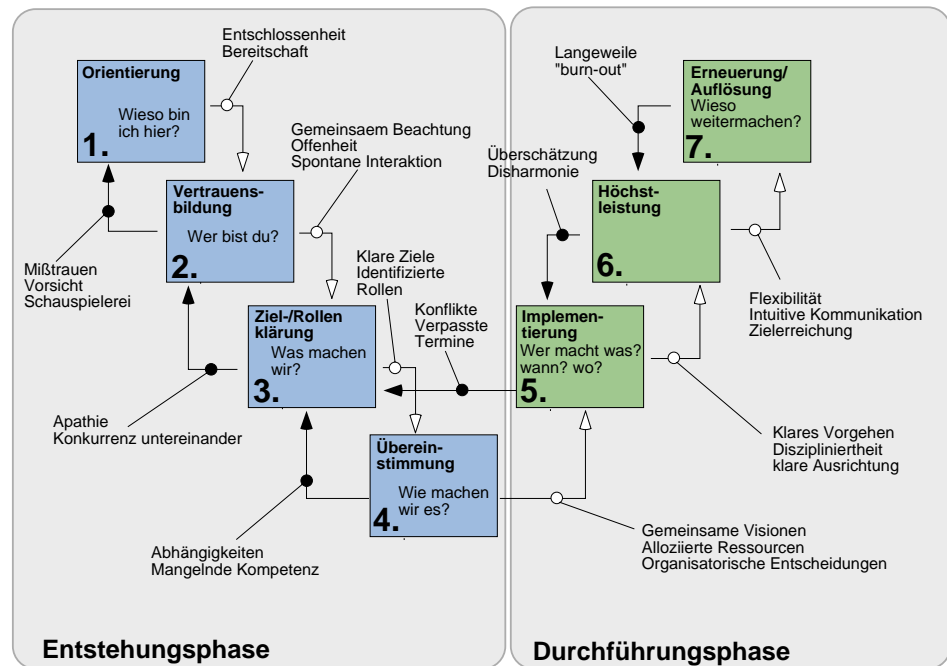 Entschlossenheit
Bereitschaft
Orientierung
Wieso bin
ich hier?
1.
Gemeinsaem Beachtung
Offenheit
Spontane Interaktion
Vertrauens-
bildung
Wer bist du?
2.
Mißtrauen
Vorsicht
Schauspielerei
Klare Ziele
Identifizierte
Rollen
Ziel-/Rollen
klärung
Was machen
wir?
3.
Konflikte
Verpasste
Termine
Apathie
Konkurrenz untereinander
Überein-
stimmung
Wie machen
wir es?
4.
Abhängigkeiten
Mangelnde Kompetenz
Entstehungsphase
Langeweile
"burn-out"
Erneuerung/
Auflösung
Wieso
weitermachen?
7.
Überschätzung
Disharmonie
Höchst-
leistung
6.
Flexibilität
Intuitive Kommunikation
Zielerreichung
Implemen-
tierung
Wer macht was?
wann? wo?
5.
Klares Vorgehen
Diszipliniertheit
klare Ausrichtung
Gemeinsame Visionen
Alloziierte Ressourcen
Organisatorische Entscheidungen
Durchführungsphase